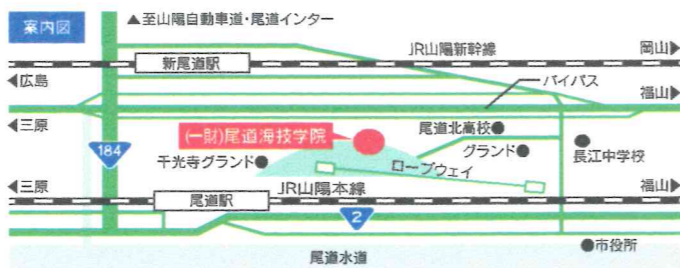 案内図
▲至山陽自動車道・尾道インター
JR山陽新幹線
岡山▶
新尾道駅
◀広島
バイパス
福山▶
◀三原
(一財)尾道海技学院
尾道北高校●
184
千光寺グランド●
グランド●
●長江中学校
ロープウェイ
◀三原
JR山陽本線
福山▶
尾道駅
2
●市役所
尾道水道